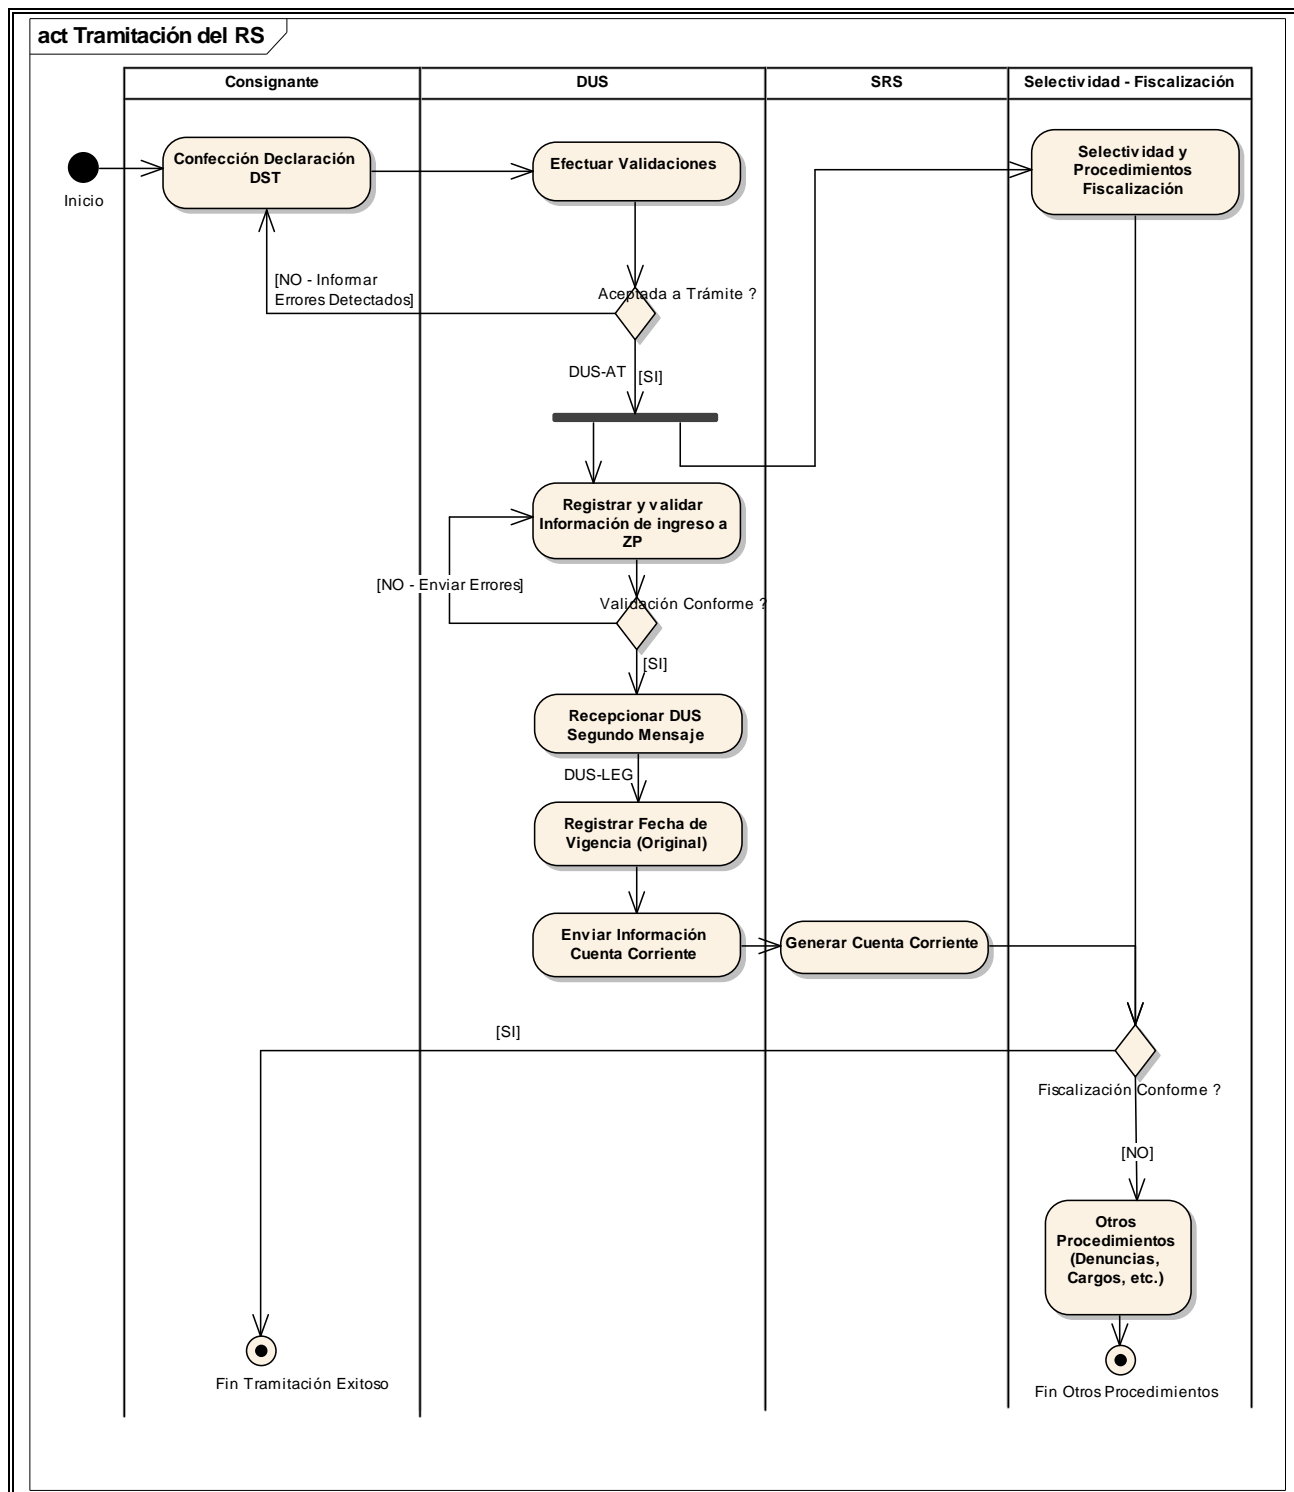 act Tramitación del RS
Consignante
DUS
SRS
Selectividad - Fiscalización
Inicio
Confección Declaración
DST
Efectuar Validaciones
Selectividad y
Procedimientos
Fiscalización
[NO - Informar
Errores Detectados]
Aceptada a Trámite ?
DUS-AT
[SI]
Registrar y validar
Información de ingreso a
ZP
[NO - Enviar Errores]
Validación Conforme ?
[SI]
Recepcionar DUS
Segundo Mensaje
DUS-LEG
Registrar Fecha de
Vigencia (Original)
Enviar Información
Cuenta Corriente
Generar Cuenta Corriente
[SI]
Fiscalización Conforme ?
[NO]
Otros
Procedimientos
(Denuncias,
Cargos, etc.)
Fin Tramitación Exitoso
Fin Otros Procedimientos